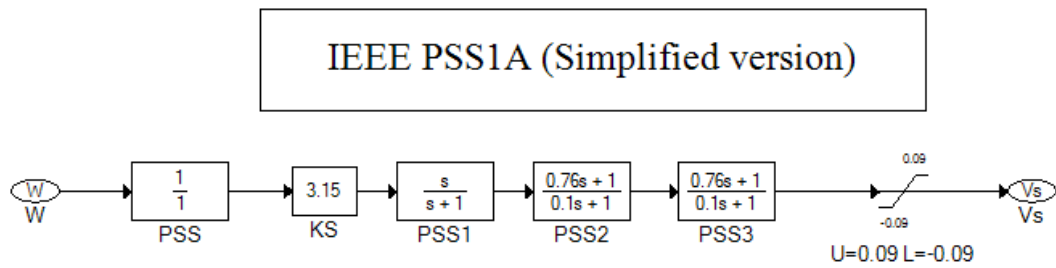 IEEE PSS1A (Simplified version)
W
W
1
1
PSS
3.15
KS
s
s + 1
PSS1
0.76s + 1
0.1s + 1
PSS2
0.76s + 1
0.1s + 1
PSS3
0.09
-0.09
U=0.09 L=-0.09
Vs
Vs